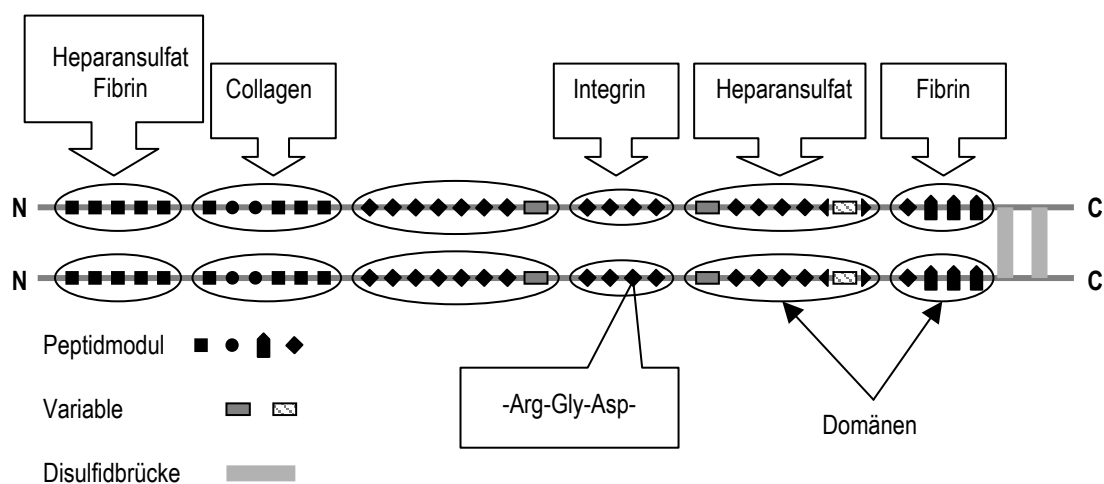 Heparansulfat
Fibrin
Collagen
Integrin
Heparansulfat
Fibrin
N
C
N
C
Peptidmodul
-Arg-Gly-Asp-
Variable
Domänen
Disulfidbrücke